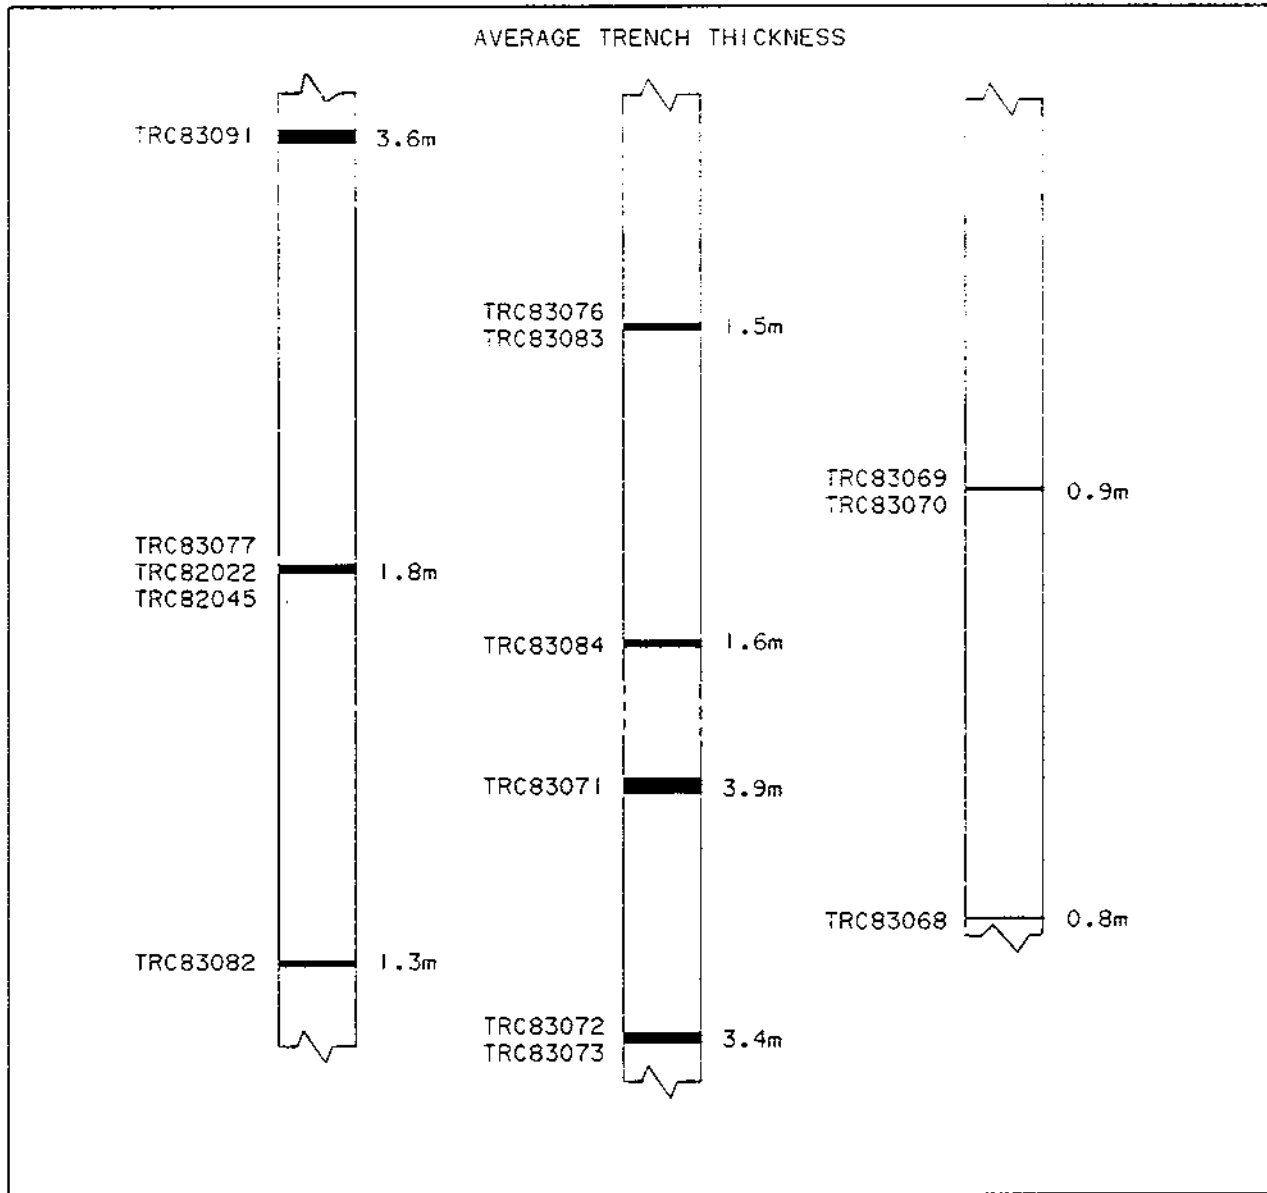 AVERAGE TRENCH THICKNESS
TRC83091
3.6m
TRC83077
TRC82022
TRC82045
1.8m
TRC83082
1.3m
TRC83076
TRC83083
1.5m
TRC83084
1.6m
TRC83071
3.9m
TRC83072
TRC83073
3.4m
TRC83069
TRC83070
0.9m
TRC83068
0.8m